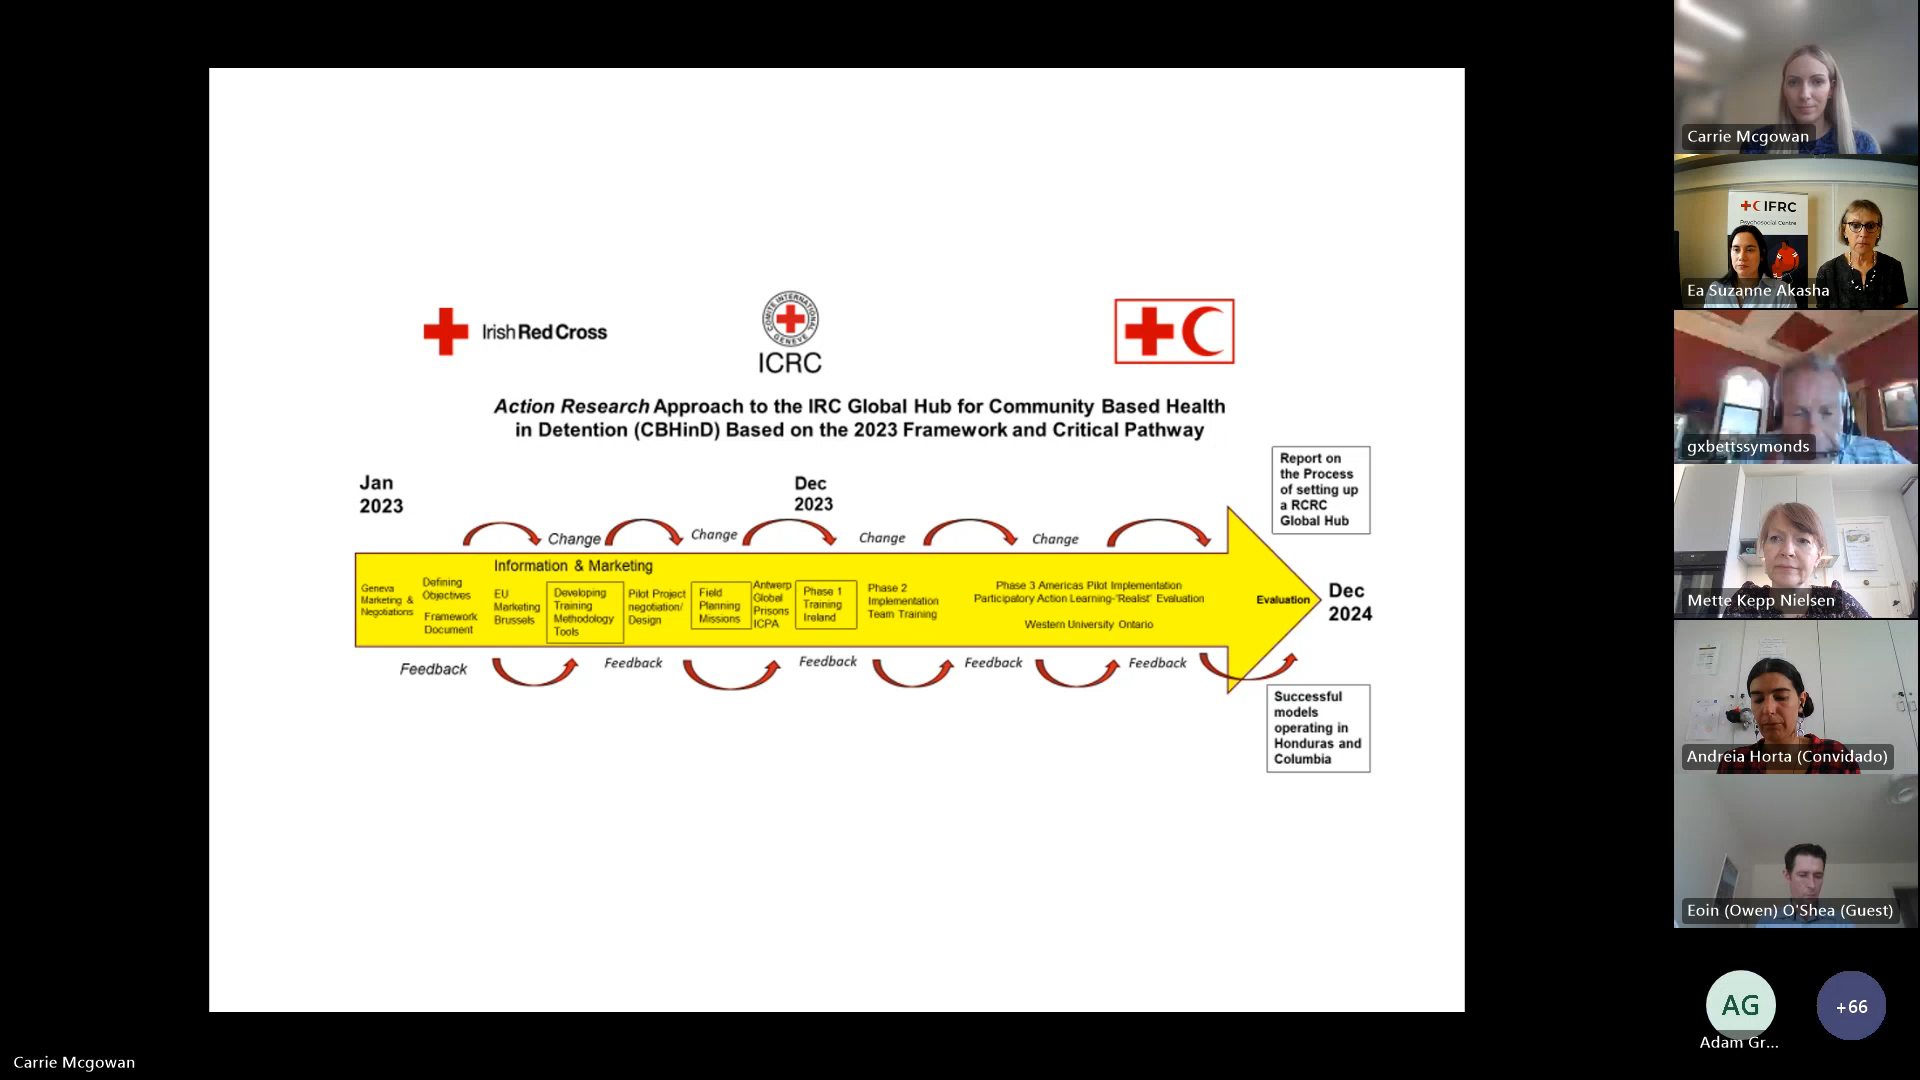 Irish Red Cross
COMITE INTERNATIONAL
GENEVE
ICRC
Action Research Approach to the IRC Global Hub for Community Based Health
in Detention (CBHinD) Based on the 2023 Framework and Critical Pathway
Jan
2023
Dec
2023
Report on
the Process
of setting up
a RCRC
Global Hub
Change
Change
Change
Change
Information & Marketing
Geneva
Marketing &
Negotiations
Defining
Objectives
Framework
Document
EU
Marketing
Brussels
Developing
Training
Methodology
Tools
Pilot Project
negotiation/
Design
Field
Planning
Missions
Antwerp
Global
Prisons
ICPA
Phase 1
Training
Ireland
Phase 2
Implementation
Team Training
Phase 3 Americas Pilot Implementation
Participatory Action Learning-'Realist' Evaluation
Western University Ontario
Evaluation
Dec
2024
Feedback
Feedback
Feedback
Feedback
Feedback
Successful
models
operating in
Honduras and
Columbia
Carrie Mcgowan
IFRC
Psychosocial Centre
Ea Suzanne Akasha
gxbettssymonds
Mette Kepp Nielsen
Andreia Horta (Convidado)
Eoin (Owen) O'Shea (Guest)
AG
+66
Adam Gr...
Carrie Mcgowan